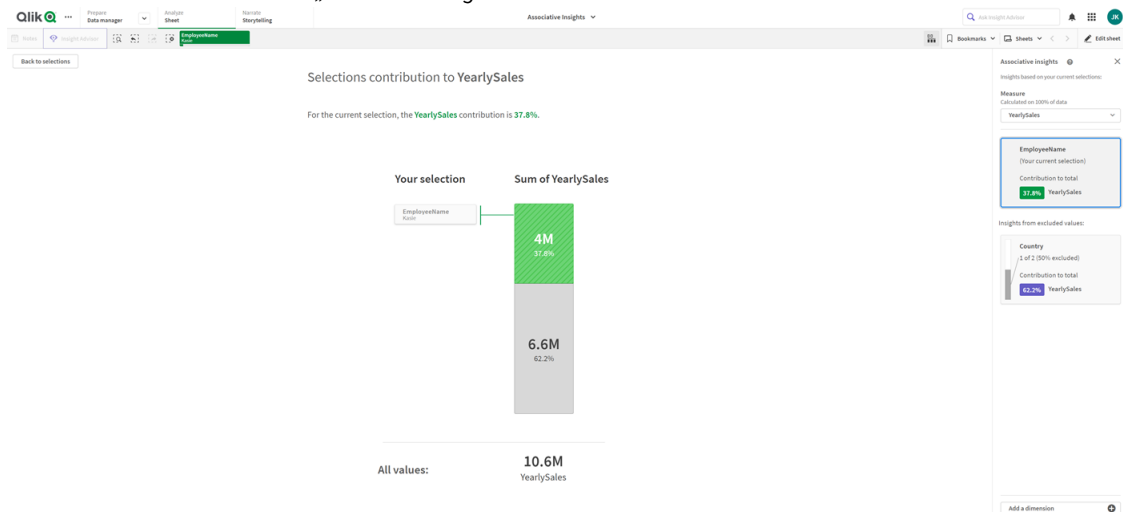 Qlik
Prepare
Data manager
Analyze
Sheet
Narrate
Storytelling
Associative Insights
Ask Insight Advisor
JK
Notes
Insight Advisor
EmployeeName
Kasie
Bookmarks
Sheets
Edit sheet
Back to selections
Selections contribution to YearlySales
For the current selection, the YearlySales contribution is 37.8%.
Your selection
Sum of YearlySales
EmployeeName
Kasie
4M
37.8%
6.6M
62.2%
All values:
10.6M
YearlySales
Associative insights
Insights based on your current selections:
Measure
Calculated on 100% of data
YearlySales
EmployeeName
(Your current selection)
Contribution to total
37.8% YearlySales
Insights from excluded values:
Country
1 of 2 (50% excluded)
Contribution to total
62.2% YearlySales
Add a dimension